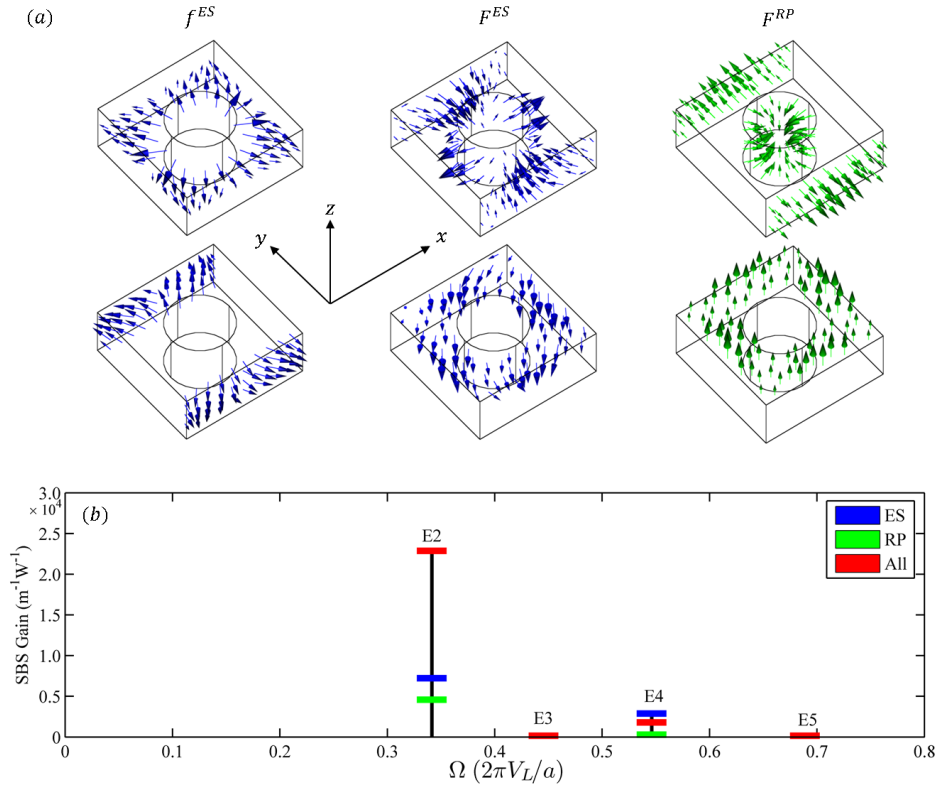 (a) f^ES F^ES F^RP
z
y x
3.0
× 10^4
(b)
2.5
2.0
1.5
1.0
0.5
0
SBS Gain (m^-1W^-1)
E2
E3
E4
E5
ES
RP
All
0 0.1 0.2 0.3 0.4 0.5 0.6 0.7 0.8
Ω (2πV_L/a)